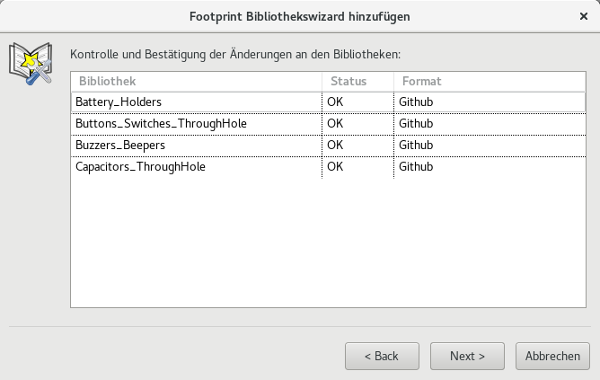 Footprint Bibliothekswizard hinzufügen
Kontrolle und Bestätigung der Änderungen an den Bibliotheken:
Bibliothek Status Format
Battery_Holders OK Github
Buttons_Switches_ThroughHole OK Github
Buzzers_Beepers OK Github
Capacitors_ThroughHole OK Github
< Back Next > Abbrechen